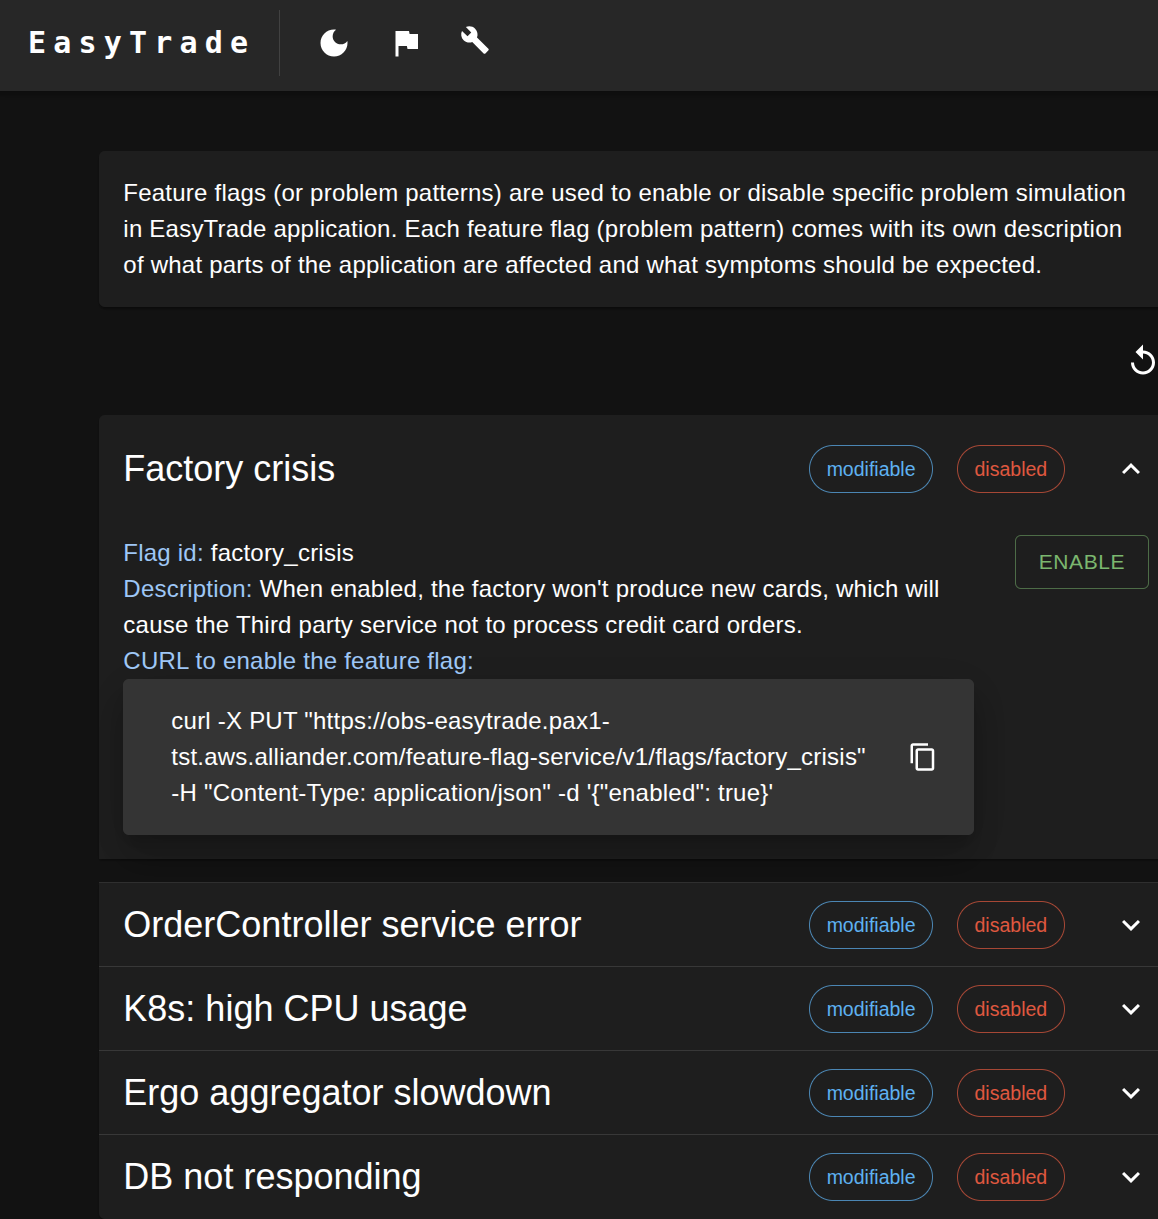 EasyTrade
Feature flags (or problem patterns) are used to enable or disable specific problem simulation
in EasyTrade application. Each feature flag (problem pattern) comes with its own description
of what parts of the application are affected and what symptoms should be expected.
Factory crisis modifiable disabled
Flag id: factory_crisis
ENABLE
Description: When enabled, the factory won't produce new cards, which will
cause the Third party service not to process credit card orders.
CURL to enable the feature flag:
curl -X PUT "https://obs-easytrade.pax1-
tst.aws.alliander.com/feature-flag-service/v1/flags/factory_crisis"
-H "Content-Type: application/json" -d '{"enabled": true}'
OrderController service error modifiable disabled
K8s: high CPU usage modifiable disabled
Ergo aggregator slowdown modifiable disabled
DB not responding modifiable disabled